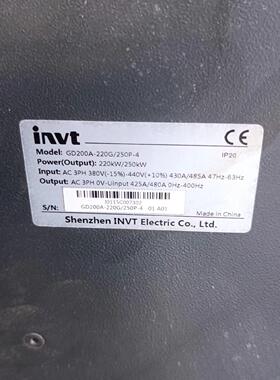 invt
CE
Model: GD200A-220G/250P-4
IP20
Power(Output): 220kW/250kW
Input: AC 3PH 380V(-15%)-440V(+10%) 430A/485A 47Hz-63Hz
Output: AC 3PH 0V-Uinput 425A/480A 0Hz-400Hz
S/N:
GD200A-220G/250P-4 -01 A01
Made in China
Shenzhen INVT Electric Co., Ltd.